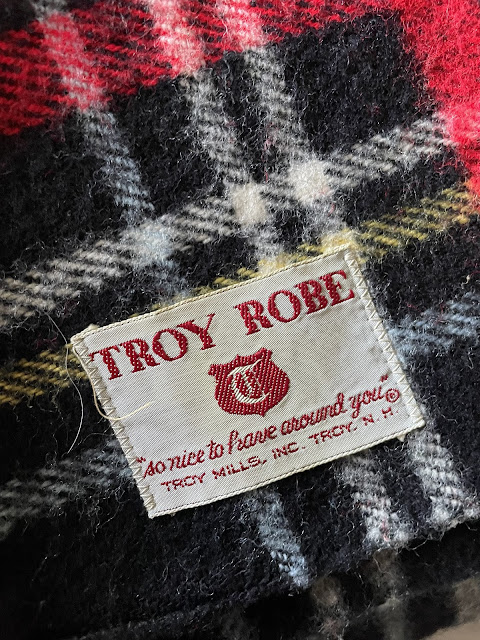 TROY ROBE
"so nice to have around you"©
TROY MILLS, INC. TROY, N.H.